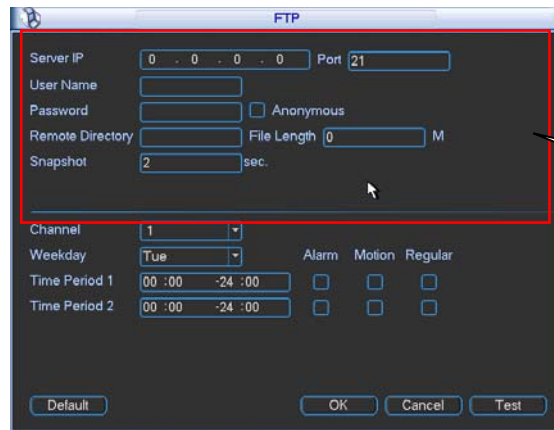 FTP
Server IP 0 . 0 . 0 . 0 Port 21
User Name
Password Anonymous
Remote Directory File Length 0 M
Snapshot 2 sec.
Channel 1
Weekday Tue Alarm Motion Regular
Time Period 1 00 :00 -24 :00
Time Period 2 00 :00 -24 :00
Default OK Cancel Test